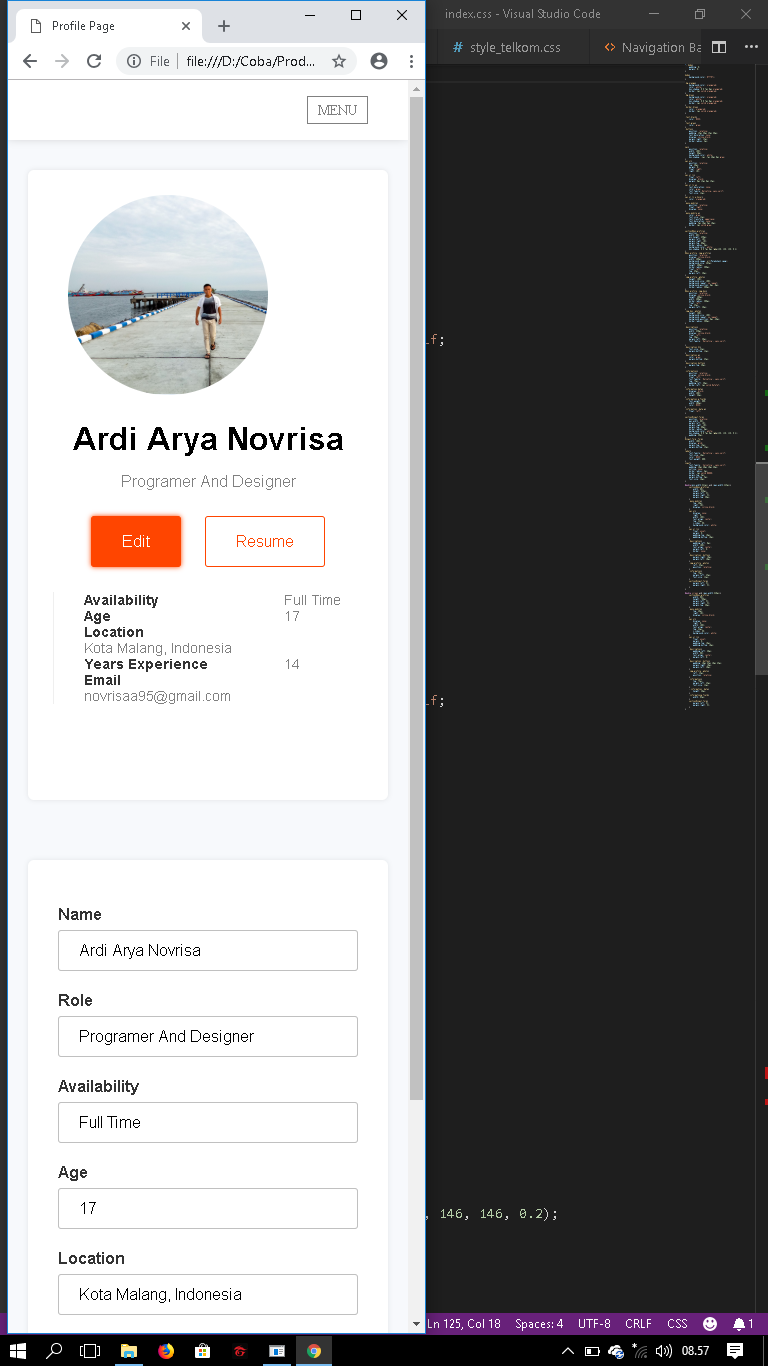 Profile Page
index.css - Visual Studio Code
File
file:///D:/Coba/Prod...
# style_telkom.css
<> Navigation Ba
MENU
Ardi Arya Novrisa
Programer And Designer
Edit
Resume
Availability Full Time
Age 17
Location
Kota Malang, Indonesia
Years Experience 14
Email
novrisaa95@gmail.com
Name
Ardi Arya Novrisa
Role
Programer And Designer
Availability
Full Time
Age
17
Location
Kota Malang, Indonesia
if;
if;
, 146, 146, 0.2);
Ln 125, Col 18 Spaces: 4 UTF-8 CRLF CSS 1
08.57